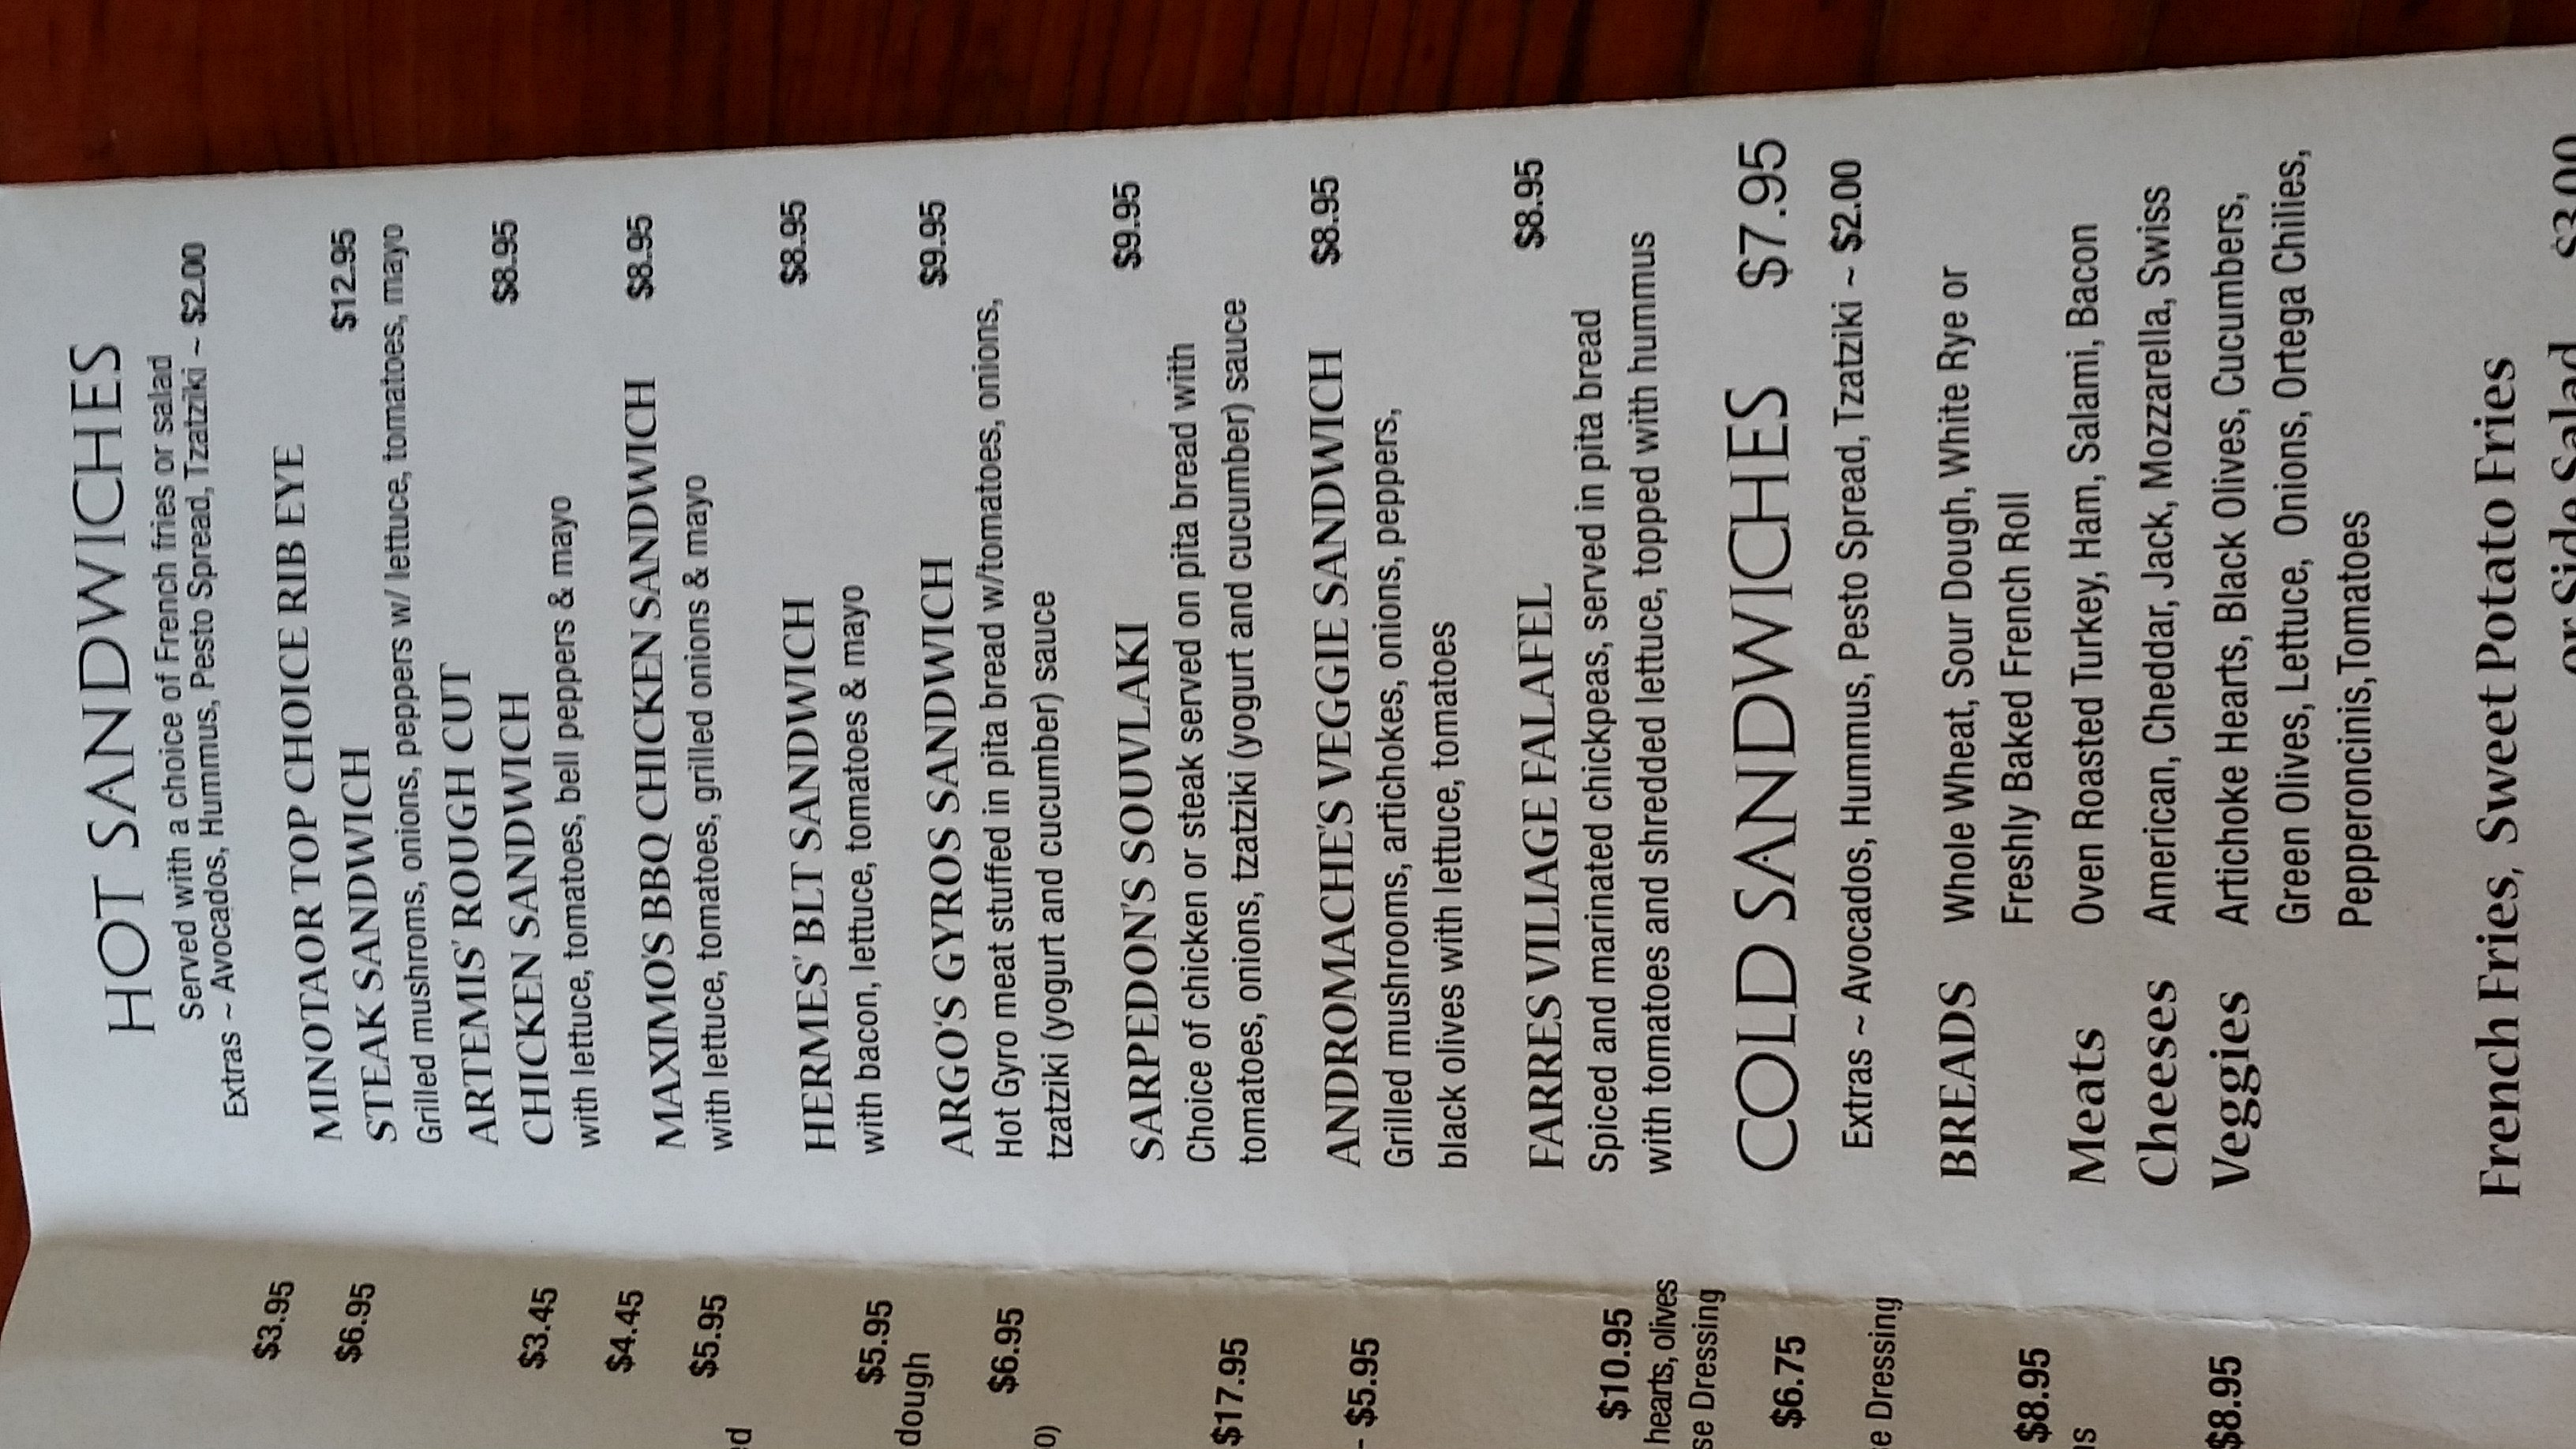 HOT SANDWICHES
Served with a choice of French fries or salad
Extras ~ Avocados, Hummus, Pesto Spread, Tzatziki ~ $2.00
MINOTAOR TOP CHOICE RIB EYE
STEAK SANDWICH $12.95
Grilled mushroms, onions, peppers w/ lettuce, tomatoes, mayo
ARTEMIS' ROUGH CUT
CHICKEN SANDWICH $8.95
with lettuce, tomatoes, bell peppers & mayo
MAXIMO'S BBQ CHICKEN SANDWICH $8.95
with lettuce, tomatoes, grilled onions & mayo
HERMES' BLT SANDWICH $8.95
with bacon, lettuce, tomatoes & mayo
ARGO'S GYROS SANDWICH $9.95
Hot Gyro meat stuffed in pita bread w/tomatoes, onions,
tzatziki (yogurt and cucumber) sauce
SARPEDON'S SOUVLAKI $9.95
Choice of chicken or steak served on pita bread with
tomatoes, onions, tzatziki (yogurt and cucumber) sauce
ANDROMACHE'S VEGGIE SANDWICH $8.95
Grilled mushrooms, artichokes, onions, peppers,
black olives with lettuce, tomatoes
FARRES VILLAGE FALAFEL $8.95
Spiced and marinated chickpeas, served in pita bread
with tomatoes and shredded lettuce, topped with hummus
COLD SANDWICHES $7.95
Extras ~ Avocados, Hummus, Pesto Spread, Tzatziki ~ $2.00
BREADS Whole Wheat, Sour Dough, White Rye or
Freshly Baked French Roll
Meats Oven Roasted Turkey, Ham, Salami, Bacon
Cheeses American, Cheddar, Jack, Mozzarella, Swiss
Veggies Artichoke Hearts, Black Olives, Cucumbers,
Green Olives, Lettuce, Onions, Ortega Chilies,
Pepperoncinis, Tomatoes
French Fries, Sweet Potato Fries
or Side Salad $3.00
$3.95
$6.95
$3.45
$4.45
$5.95
$5.95
dough
$6.95
$17.95
- $5.95
$10.95
hearts, olives
Dressing
$6.75
Dressing
$8.95
$8.95